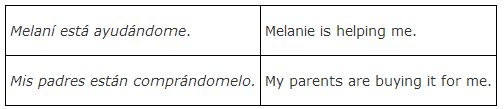 Melaní está ayudándome. Melanie is helping me.
Mis padres están comprándomelo. My parents are buying it for me.